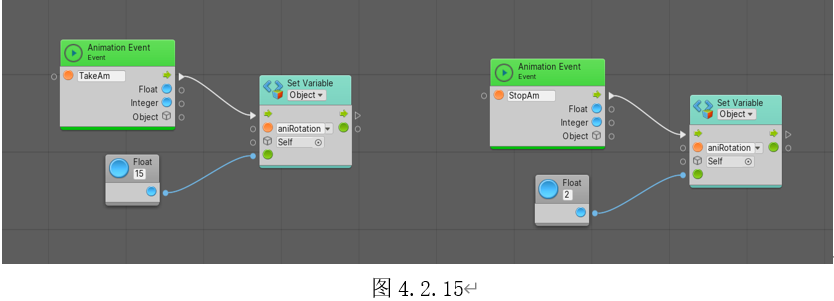 Animation Event
Event
TakeAm
Float
Integer
Object
Set Variable
Object
aniRotation
Self
Float
15
Animation Event
Event
StopAm
Float
Integer
Object
Set Variable
Object
aniRotation
Self
Float
2
图 4.2.15↵